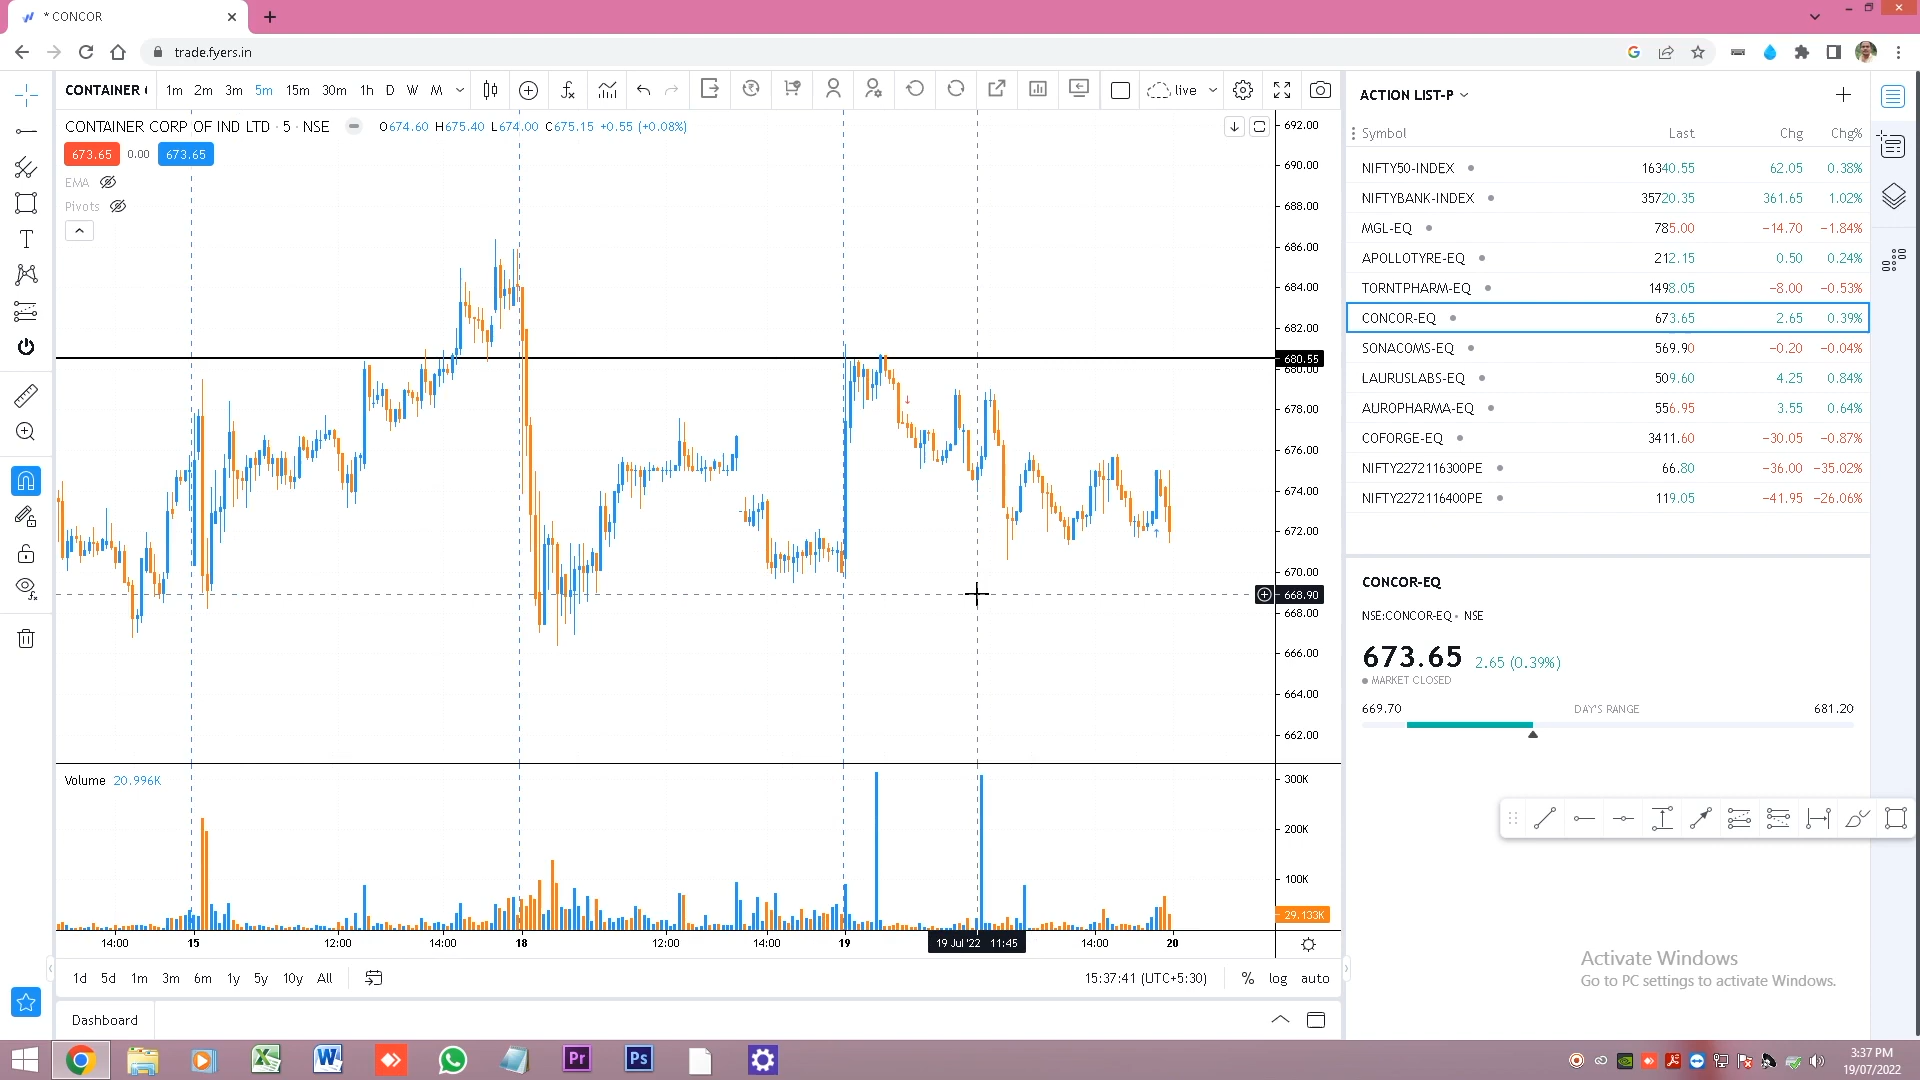 * CONCOR
trade.fyers.in
CONTAINER
1m 2m 3m 5m 15m 30m 1h D W M
live
CONTAINER CORP OF IND LTD · 5 · NSE
O674.60 H675.40 L674.00 C675.15 +0.55 (+0.08%)
673.65 0.00 673.65
EMA
Pivots
692.00
690.00
688.00
686.00
684.00
682.00
680.55
680.00
678.00
676.00
674.00
672.00
670.00
668.90
668.00
666.00
664.00
662.00
Volume 20.996K
300K
200K
100K
29.133K
14:00 15 12:00 14:00 18 12:00 14:00 19 19 Jul '22 11:45 14:00 20
1d 5d 1m 3m 6m 1y 5y 10y All
15:37:41 (UTC+5:30) % log auto
Dashboard
ACTION LIST-P
Symbol Last Chg Chg%
NIFTY50-INDEX 16340.55 62.05 0.38%
NIFTYBANK-INDEX 35720.35 361.65 1.02%
MGL-EQ 785.00 −14.70 −1.84%
APOLLOTYRE-EQ 212.15 0.50 0.24%
TORNTPHARM-EQ 1498.05 −8.00 −0.53%
CONCOR-EQ 673.65 2.65 0.39%
SONACOMS-EQ 569.90 −0.20 −0.04%
LAURUSLABS-EQ 509.60 4.25 0.84%
AUROPHARMA-EQ 556.95 3.55 0.64%
COFORGE-EQ 3411.60 −30.05 −0.87%
NIFTY2272116300PE 66.80 −36.00 −35.02%
NIFTY2272116400PE 119.05 −41.95 −26.06%
CONCOR-EQ
NSE:CONCOR-EQ • NSE
673.65 2.65 (0.39%)
MARKET CLOSED
669.70 DAY'S RANGE 681.20
Activate Windows
Go to PC settings to activate Windows.
Pr
Ps
3:37 PM
19/07/2022